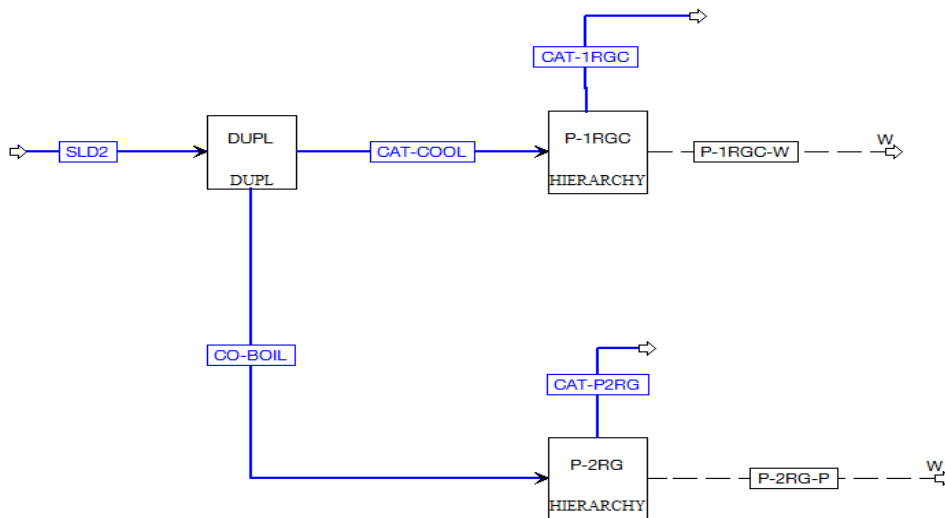 CAT-1RGC
DUPL
P-1RGC
W
SLD2
CAT-COOL
P-1RGC-W
DUPL
HIERARCHY
CO-BOIL
CAT-P2RG
P-2RG
W
P-2RG-P
HIERARCHY